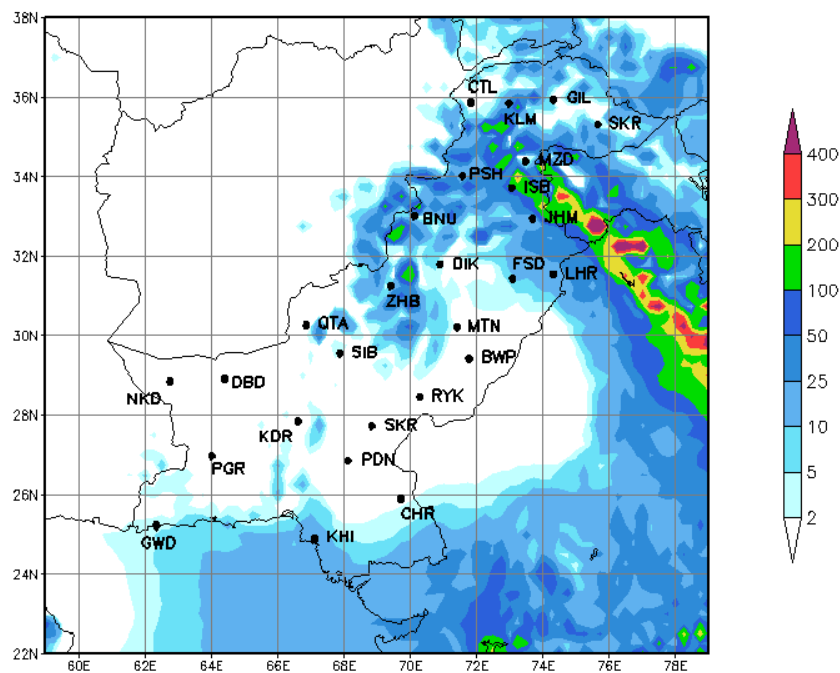 38N
36N
34N
32N
30N
28N
26N
24N
22N
CTL
GIL
KLM
SKR
MZD
PSH
ISB
BNU
JHM
DIK
FSD
LHR
ZHB
QTA
MTN
SIB
BWP
DBD
NKD
RYK
KDR
SKR
PDN
PGR
CHR
GWD
KHI
60E 62E 64E 66E 68E 70E 72E 74E 76E 78E
400
300
200
100
50
25
10
5
2